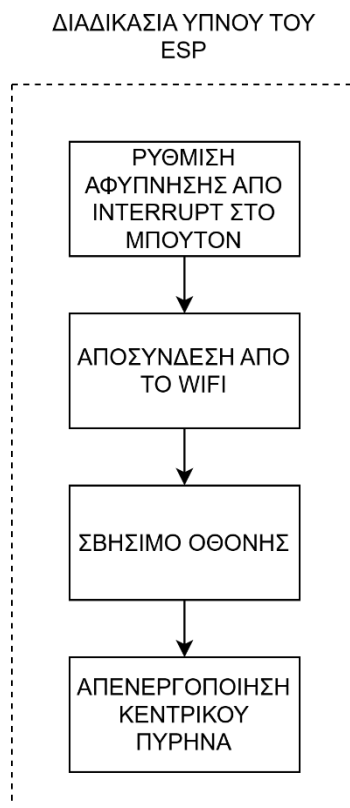 ΔΙΑΔΙΚΑΣΙΑ ΥΠΝΟΥ ΤΟΥ
ESP
ΡΥΘΜΙΣΗ
ΑΦΥΠΝΗΣΗΣ ΑΠΟ
INTERRUPT ΣΤΟ
ΜΠΟΥΤΟΝ
ΑΠΟΣΥΝΔΕΣΗ ΑΠΟ
ΤΟ WIFI
ΣΒΗΣΙΜΟ ΟΘΟΝΗΣ
ΑΠΕΝΕΡΓΟΠΟΙΗΣΗ
ΚΕΝΤΡΙΚΟΥ
ΠΥΡΗΝΑ